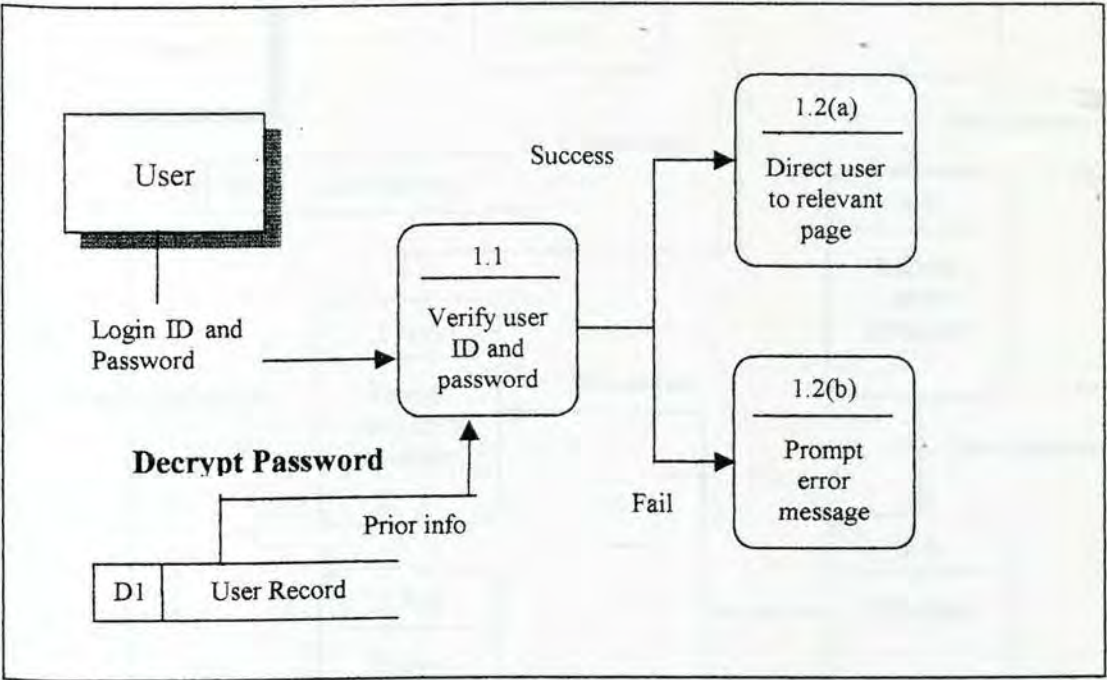 User
Login ID and
Password
Decrypt Password
Prior info
D1 User Record
1.1
Verify user
ID and
password
Success
Fail
1.2(a)
Direct user
to relevant
page
1.2(b)
Prompt
error
message